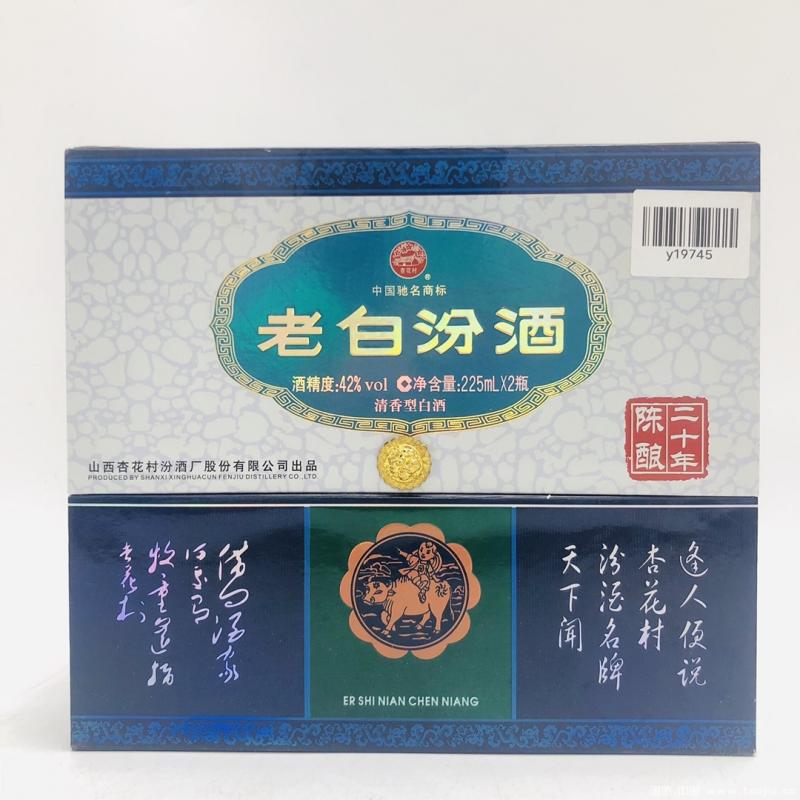 y19745
杏花村
®
中国驰名商标
老白汾酒
酒精度:42% vol 净含量:225mL X2瓶
清香型白酒
二十年
陈酿
山西杏花村汾酒厂股份有限公司出品
PRODUCED BY SHANXI XINGHUACUN FENJIU DISTILLERY CO.,LTD.
借问酒家
何处有
牧童遥指
杏花村
ER SHI NIAN CHEN NIANG
逢人便说
杏花村
汾酒名牌
天下闻